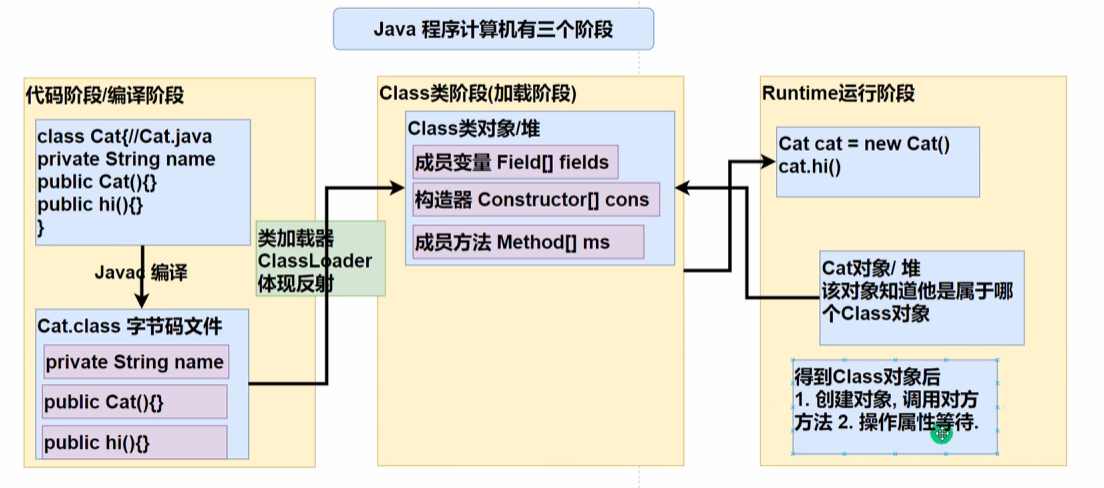 Java 程序计算机有三个阶段
代码阶段/编译阶段
class Cat{//Cat.java
private String name
public Cat(){}
public hi(){}
}
Javac 编译
Cat.class 字节码文件
private String name
public Cat(){}
public hi(){}
类加载器
ClassLoader
体现反射
Class类阶段(加载阶段)
Class类对象/堆
成员变量 Field[] fields
构造器 Constructor[] cons
成员方法 Method[] ms
Runtime运行阶段
Cat cat = new Cat()
cat.hi()
Cat对象/ 堆
该对象知道他是属于哪
个Class对象
得到Class对象后
1. 创建对象, 调用对方
方法 2. 操作属性等待.